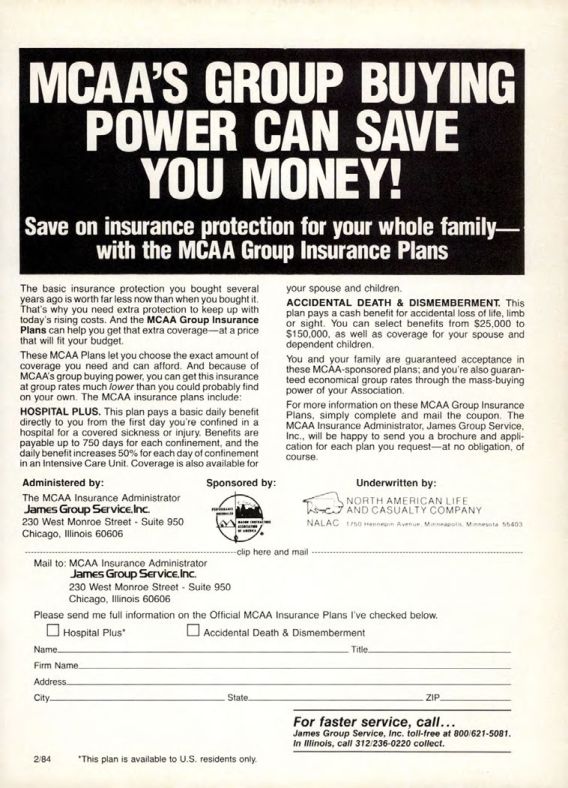 MCAA'S GROUP BUYING
POWER CAN SAVE
YOU MONEY!
Save on insurance protection for your whole family—
with the MCAA Group Insurance Plans
The basic insurance protection you bought several
years ago is worth far less now than when you bought it.
That's why you need extra protection to keep up with
today's rising costs. And the MCAA Group Insurance
Plans can help you get that extra coverage—at a price
that will fit your budget.
These MCAA Plans let you choose the exact amount of
coverage you need and can afford. And because of
MCAA's group buying power, you can get this insurance
at group rates much lower than you could probably find
on your own. The MCAA insurance plans include:
HOSPITAL PLUS. This plan pays a basic daily benefit
directly to you from the first day you're confined in a
hospital for a covered sickness or injury. Benefits are
payable up to 750 days for each confinement, and the
daily benefit increases 50% for each day of confinement
in an Intensive Care Unit. Coverage is also available for
your spouse and children.
ACCIDENTAL DEATH & DISMEMBERMENT. This
plan pays a cash benefit for accidental loss of life, limb
or sight. You can select benefits from $25,000 to
$150,000, as well as coverage for your spouse and
dependent children.
You and your family are guaranteed acceptance in
these MCAA-sponsored plans; and you're also guaran-
teed economical group rates through the mass-buying
power of your Association.
For more information on these MCAA Group Insurance
Plans, simply complete and mail the coupon. The
MCAA Insurance Administrator, James Group Service,
Inc., will be happy to send you a brochure and appli-
cation for each plan you request—at no obligation, of
course.
Administered by:
The MCAA Insurance Administrator
James Group Service, Inc.
230 West Monroe Street - Suite 950
Chicago, Illinois 60606
Sponsored by:
MASON CONTRACTORS
ASSOCIATION
OF AMERICA
Underwritten by:
NORTH AMERICAN LIFE
AND CASUALTY COMPANY
NALAC 1750 Hennepin Avenue, Minneapolis, Minnesota 55403
clip here and mail
Mail to: MCAA Insurance Administrator
James Group Service, Inc.
230 West Monroe Street - Suite 950
Chicago, Illinois 60606
Please send me full information on the Official MCAA Insurance Plans I've checked below.
Hospital Plus* Accidental Death & Dismemberment
Name Title
Firm Name
Address
City State ZIP
For faster service, call...
James Group Service, Inc. toll-free at 800/621-5081.
In Illinois, call 312/236-0220 collect.
2/84 *This plan is available to U.S. residents only.